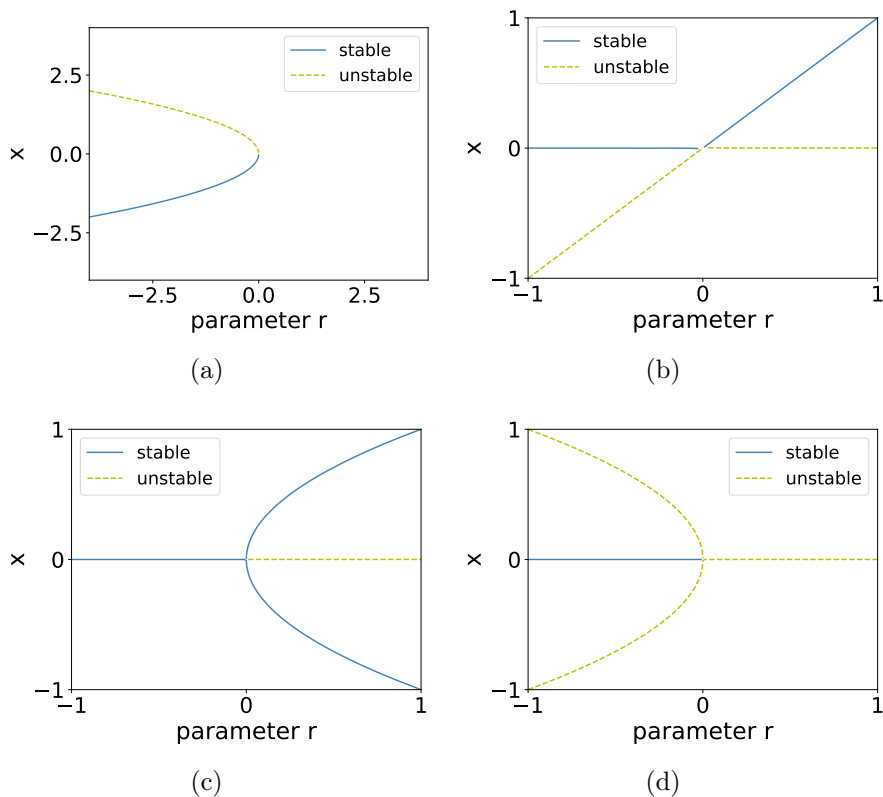 stable
unstable
2.5
0.0
−2.5
x
−2.5 0.0 2.5
parameter r
(a)
1
stable
unstable
0
x
−1
−1 0 1
parameter r
(b)
1
stable
unstable
0
x
−1
−1 0 1
parameter r
(c)
1
stable
unstable
0
x
−1
−1 0 1
parameter r
(d)